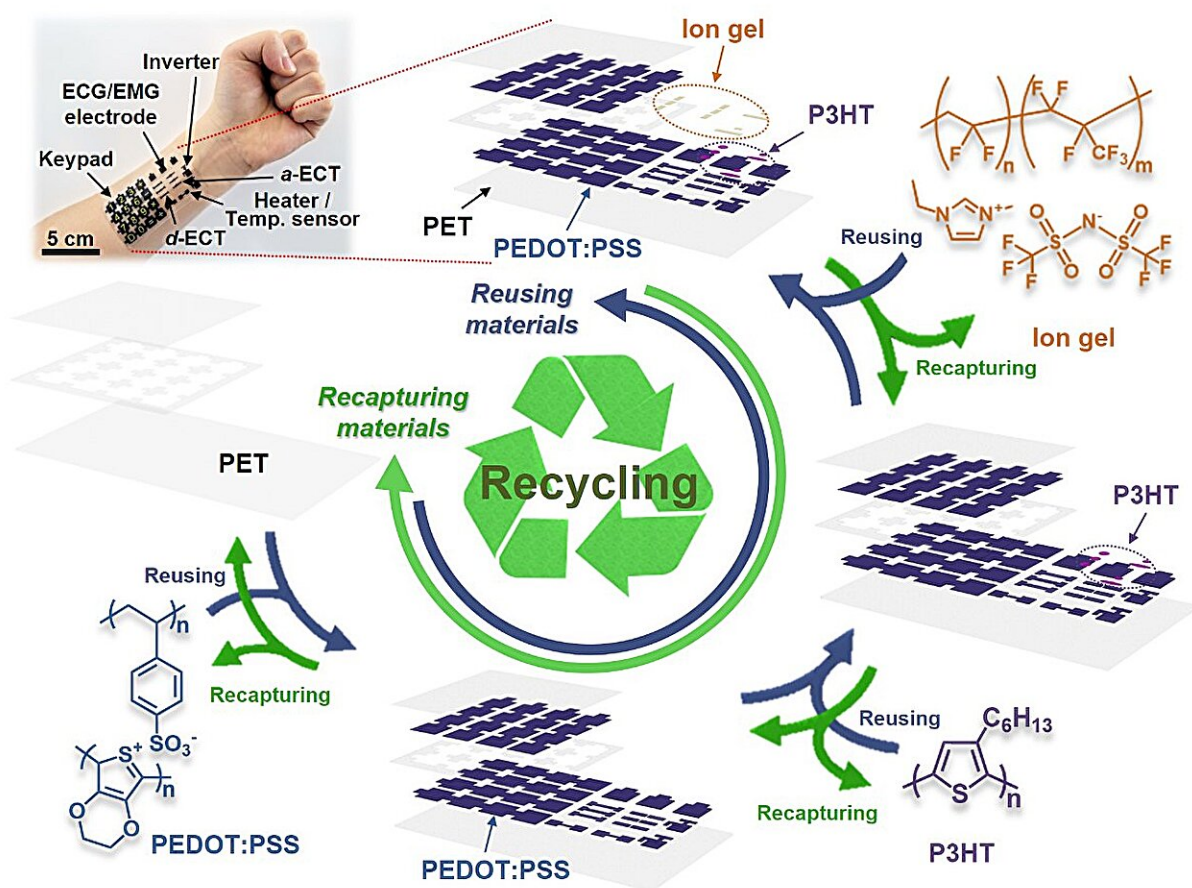 Inverter
ECG/EMG
electrode
Keypad
a-ECT
Heater /
Temp. sensor
d-ECT
5 cm
Ion gel
P3HT
PET
PEDOT:PSS
F F
F F
n
F CF₃
m
N⁺
O O
S N⁻ S
O O
F F F
F F F
Ion gel
Reusing
Recapturing
Reusing
materials
Recapturing
materials
Recycling
PET
P3HT
Reusing
Recapturing
n
SO₃⁻
S⁺
n
O
O
PEDOT:PSS
PEDOT:PSS
Reusing
Recapturing
C₆H₁₃
S
n
P3HT